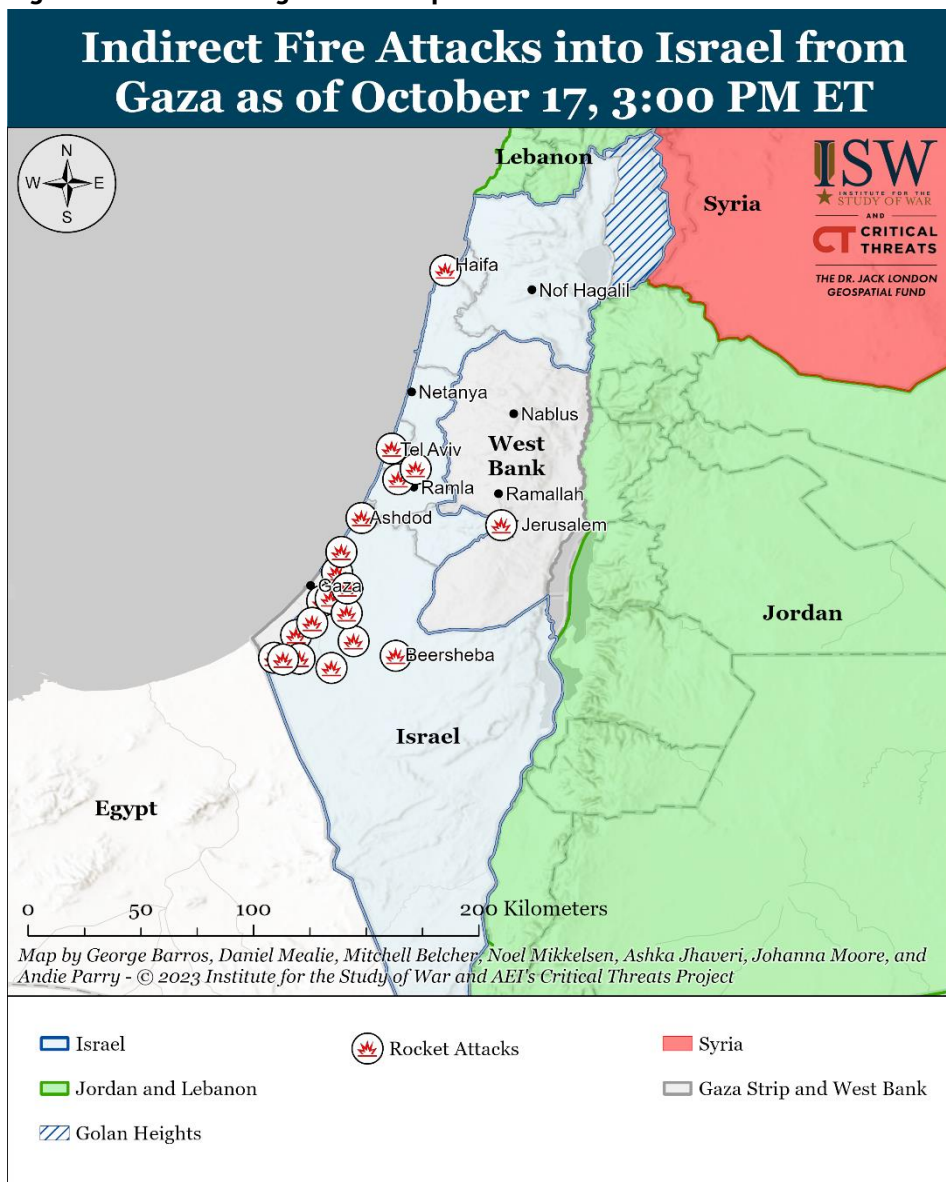 Indirect Fire Attacks into Israel from
Gaza as of October 17, 3:00 PM ET
N
W E
S
Lebanon
Syria
ISW
INSTITUTE FOR THE
STUDY OF WAR
AND
CT CRITICAL
THREATS
THE DR. JACK LONDON
GEOSPATIAL FUND
Haifa
Nof Hagalil
Netanya
Nablus
West
Bank
Tel Aviv
Ramla
Ramallah
Ashdod
Jerusalem
Gaza
Jordan
Beersheba
Israel
Egypt
0 50 100 200 Kilometers
Map by George Barros, Daniel Mealie, Mitchell Belcher, Noel Mikkelsen, Ashka Jhaveri, Johanna Moore, and
Andie Parry - © 2023 Institute for the Study of War and AEI's Critical Threats Project
Israel
Rocket Attacks
Syria
Jordan and Lebanon
Gaza Strip and West Bank
Golan Heights